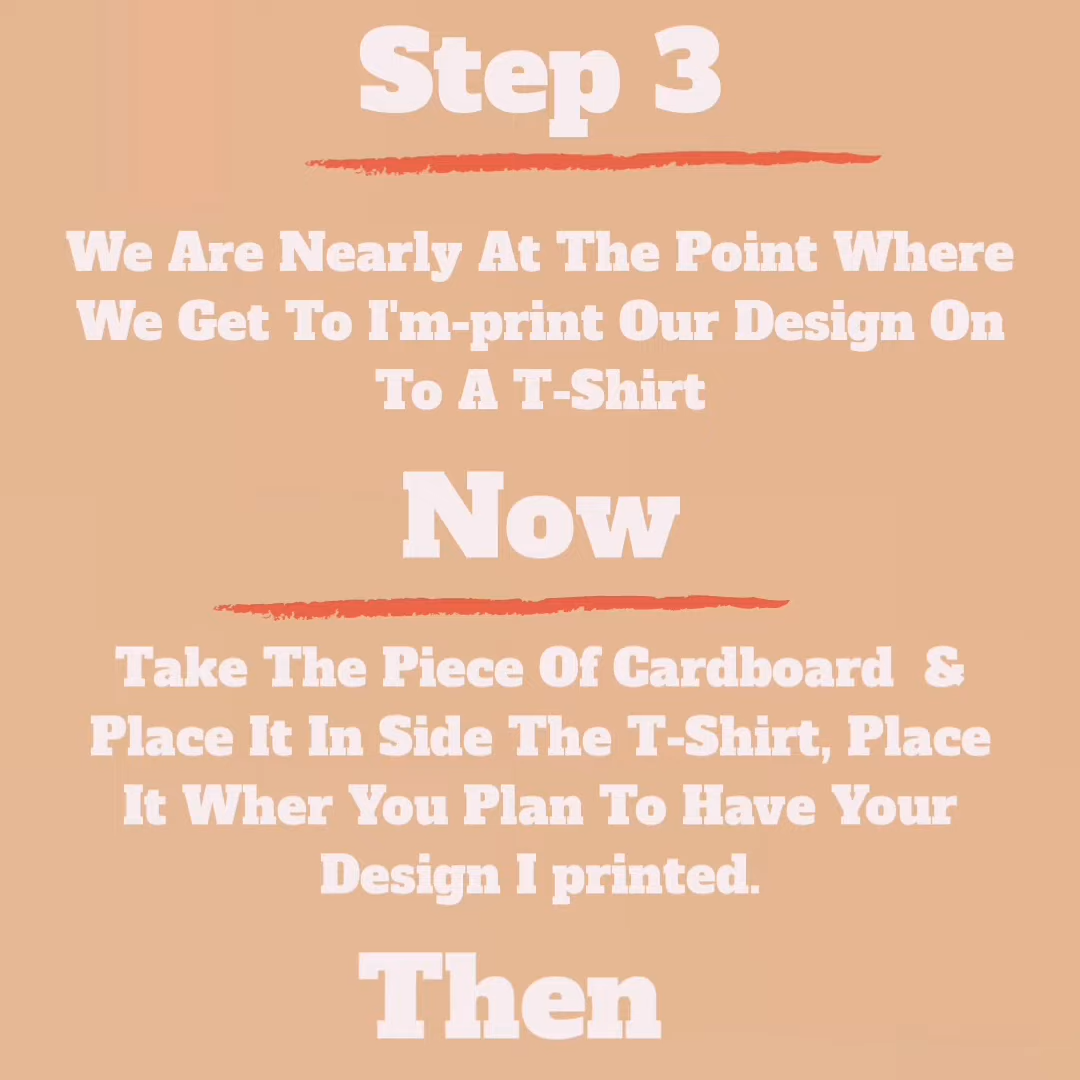 Step 3
We Are Nearly At The Point Where
We Get To I'm-print Our Design On
To A T-Shirt
Now
Take The Piece Of Cardboard &
Place It In Side The T-Shirt, Place
It Wher You Plan To Have Your
Design I printed.
Then